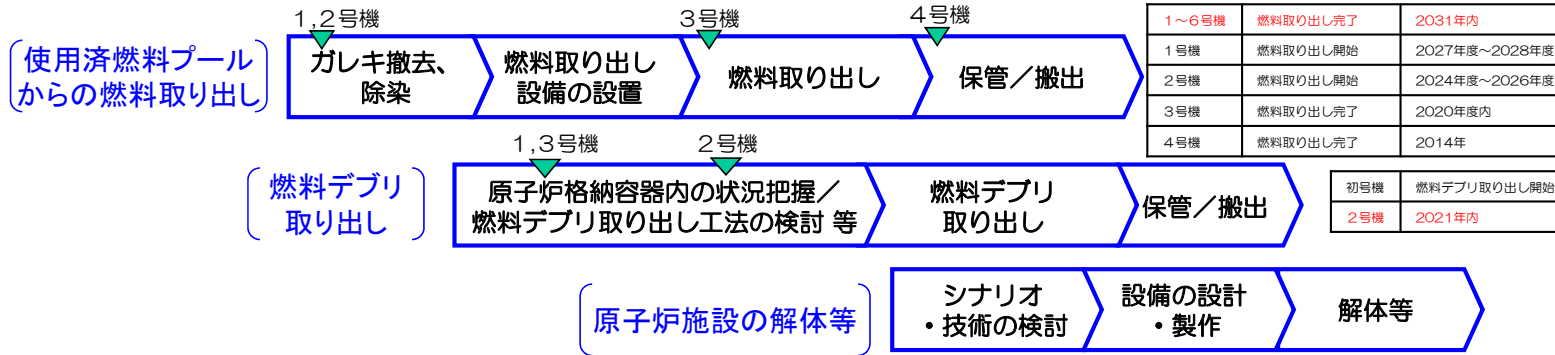 1,2号機
3号機
4号機
使用済燃料プール
からの燃料取り出し
ガレキ撤去、
除染
燃料取り出し
設備の設置
燃料取り出し
保管／搬出
1～6号機 燃料取り出し完了 2031年内
1号機 燃料取り出し開始 2027年度～2028年度
2号機 燃料取り出し開始 2024年度～2026年度
3号機 燃料取り出し完了 2020年度内
4号機 燃料取り出し完了 2014年
1,3号機
2号機
燃料デブリ
取り出し
原子炉格納容器内の状況把握／
燃料デブリ取り出し工法の検討 等
燃料デブリ
取り出し
保管／搬出
初号機 燃料デブリ取り出し開始
2号機 2021年内
原子炉施設の解体等
シナリオ
・技術の検討
設備の設計
・製作
解体等